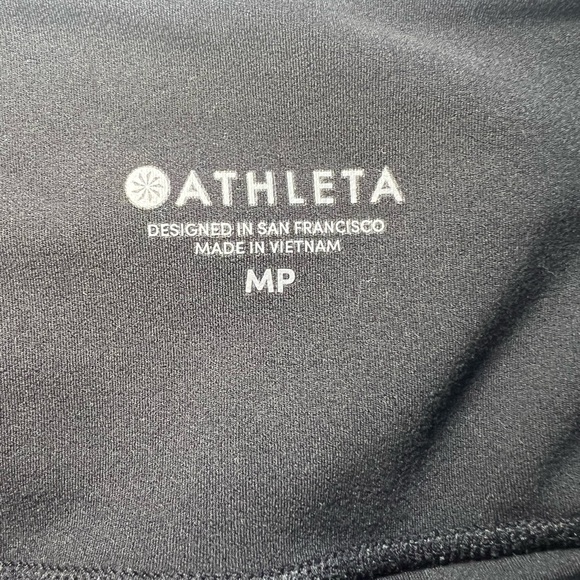 ATHLETA
DESIGNED IN SAN FRANCISCO
MADE IN VIETNAM
MP